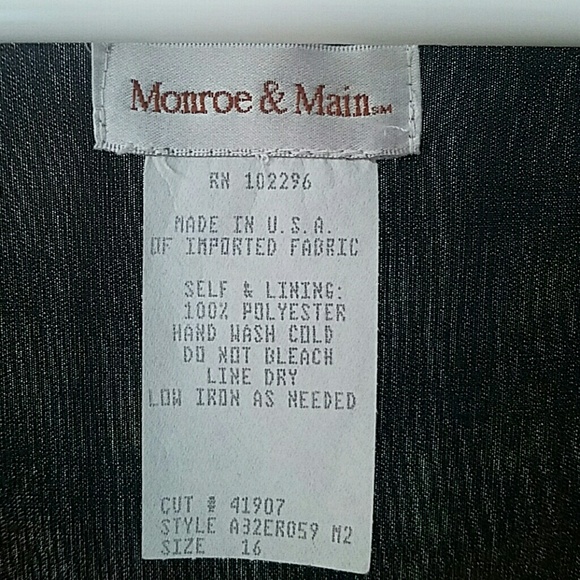 Monroe & Main SM
RN 102296
MADE IN U.S.A.
OF IMPORTED FABRIC
SELF & LINING:
100% POLYESTER
HAND WASH COLD
DO NOT BLEACH
LINE DRY
LOW IRON AS NEEDED
CUT # 41907
STYLE A32ER059 M2
SIZE 16